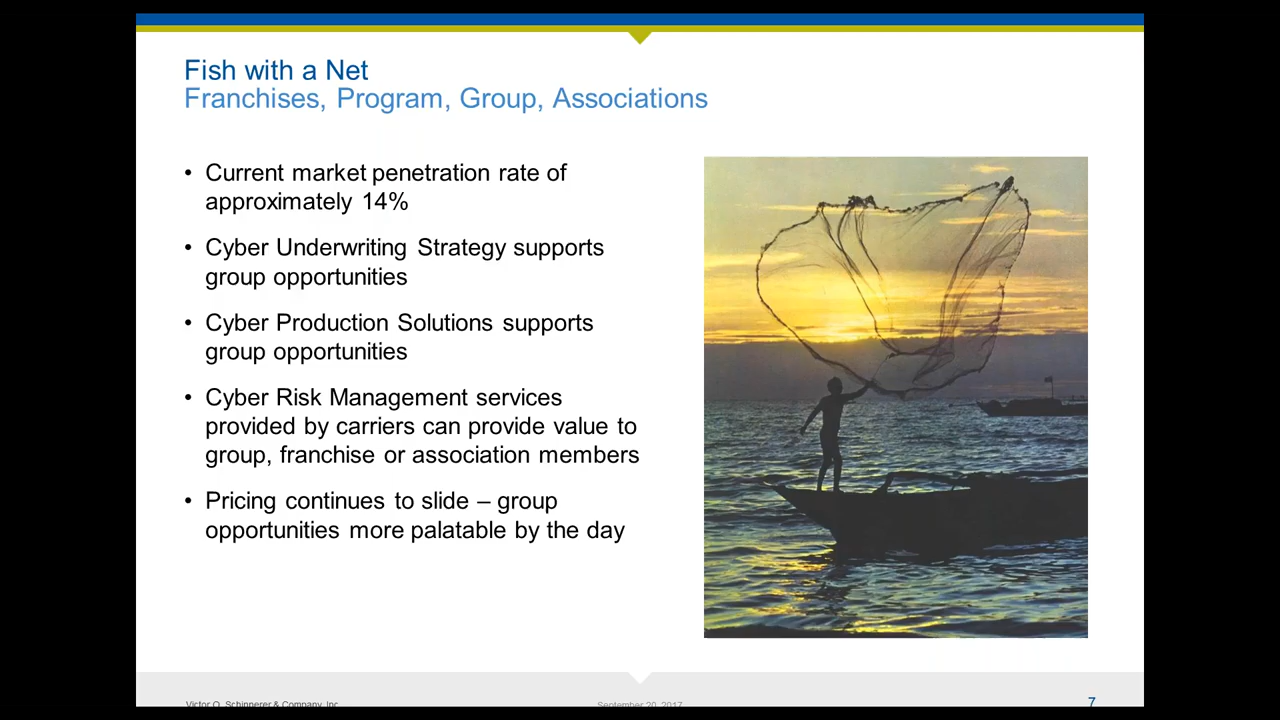 Fish with a Net
Franchises, Program, Group, Associations
• Current market penetration rate of
approximately 14%
• Cyber Underwriting Strategy supports
group opportunities
• Cyber Production Solutions supports
group opportunities
• Cyber Risk Management services
provided by carriers can provide value to
group, franchise or association members
• Pricing continues to slide – group
opportunities more palatable by the day
Victor O. Schinnerer & Company, Inc.
September 20, 2017
7